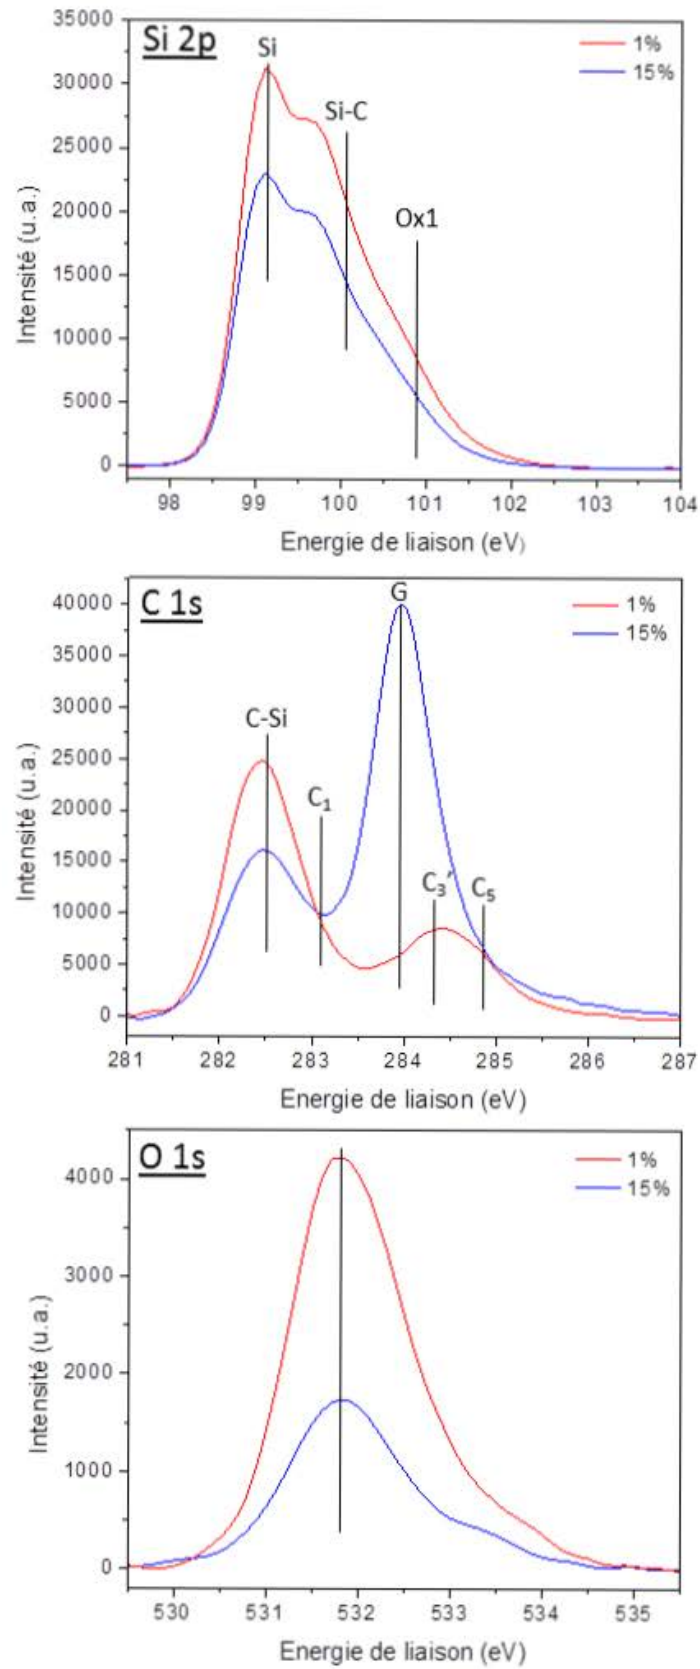 Si 2p
Si
Si-C
Ox1
1%
15%
Intensité (u.a.)
35000
30000
25000
20000
15000
10000
5000
0
98 99 100 101 102 103 104
Energie de liaison (eV)
C 1s
C-Si
C₁
G
C₃'
C₅
1%
15%
Intensité (u.a.)
40000
35000
30000
25000
20000
15000
10000
5000
0
281 282 283 284 285 286 287
Energie de liaison (eV)
O 1s
1%
15%
Intensité (u.a.)
4000
3000
2000
1000
0
530 531 532 533 534 535
Energie de liaison (eV)